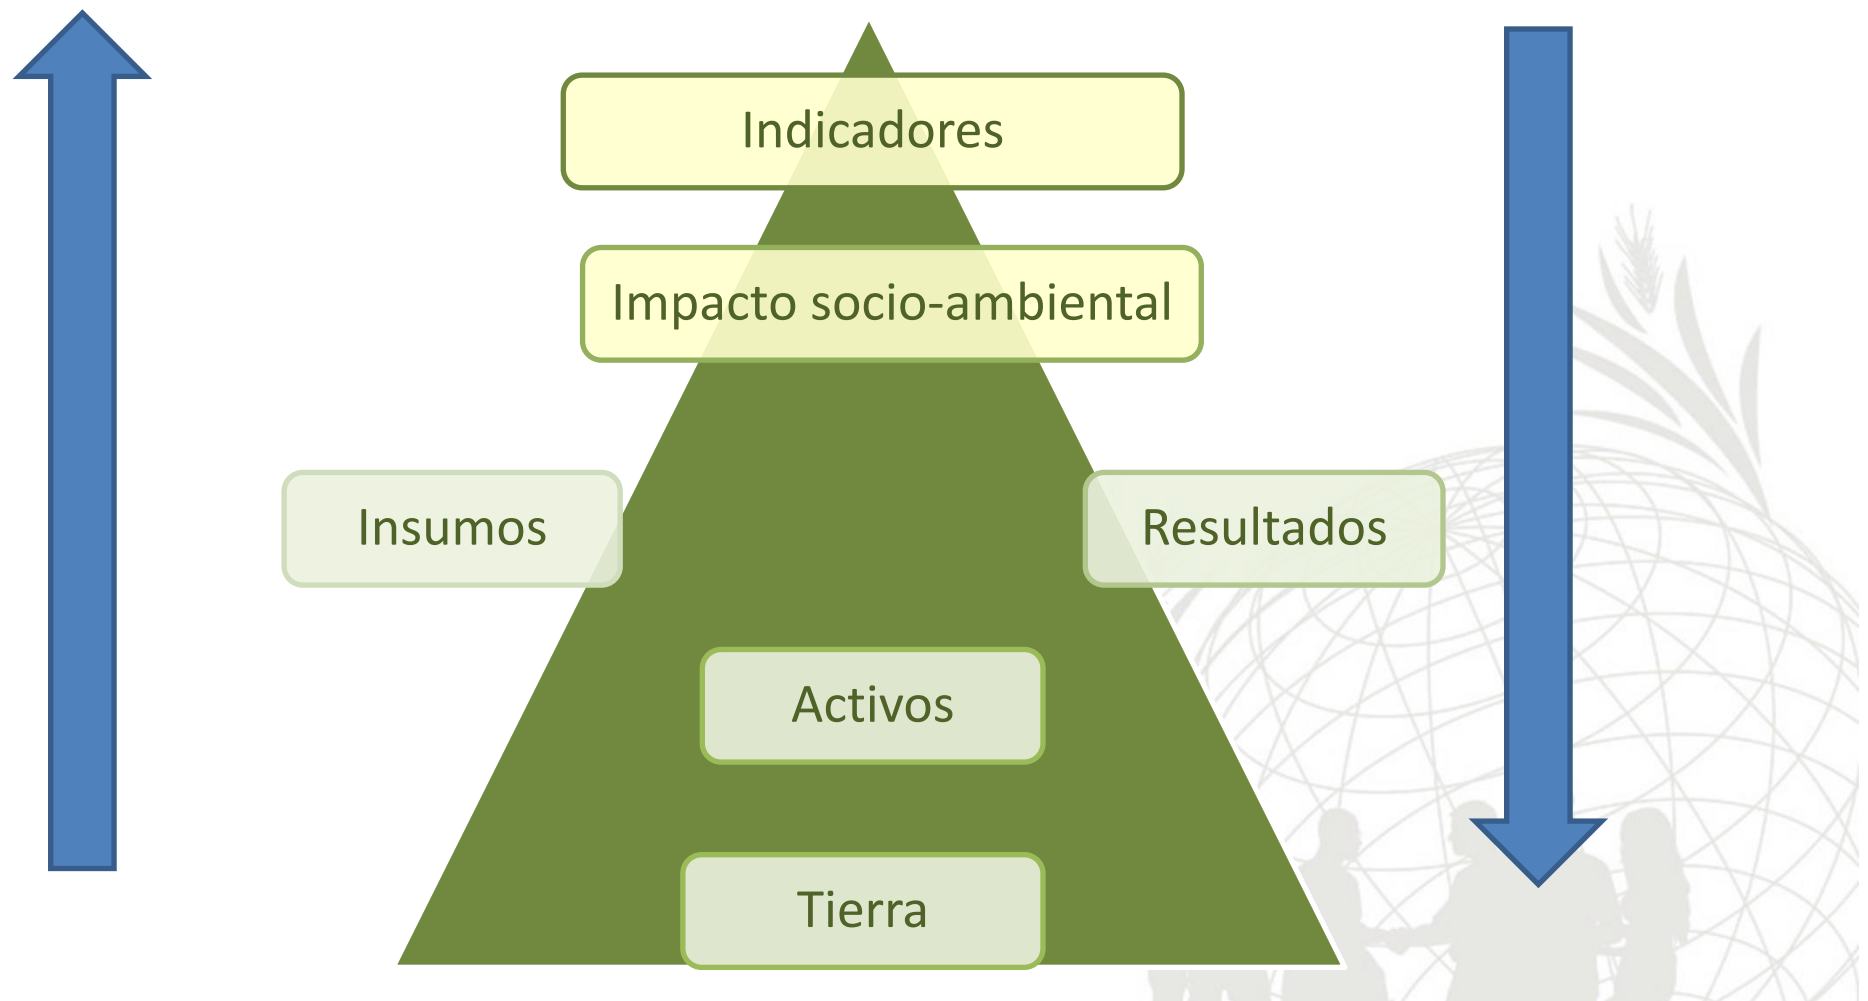 Indicadores
Impacto socio-ambiental
Insumos
Resultados
Activos
Tierra